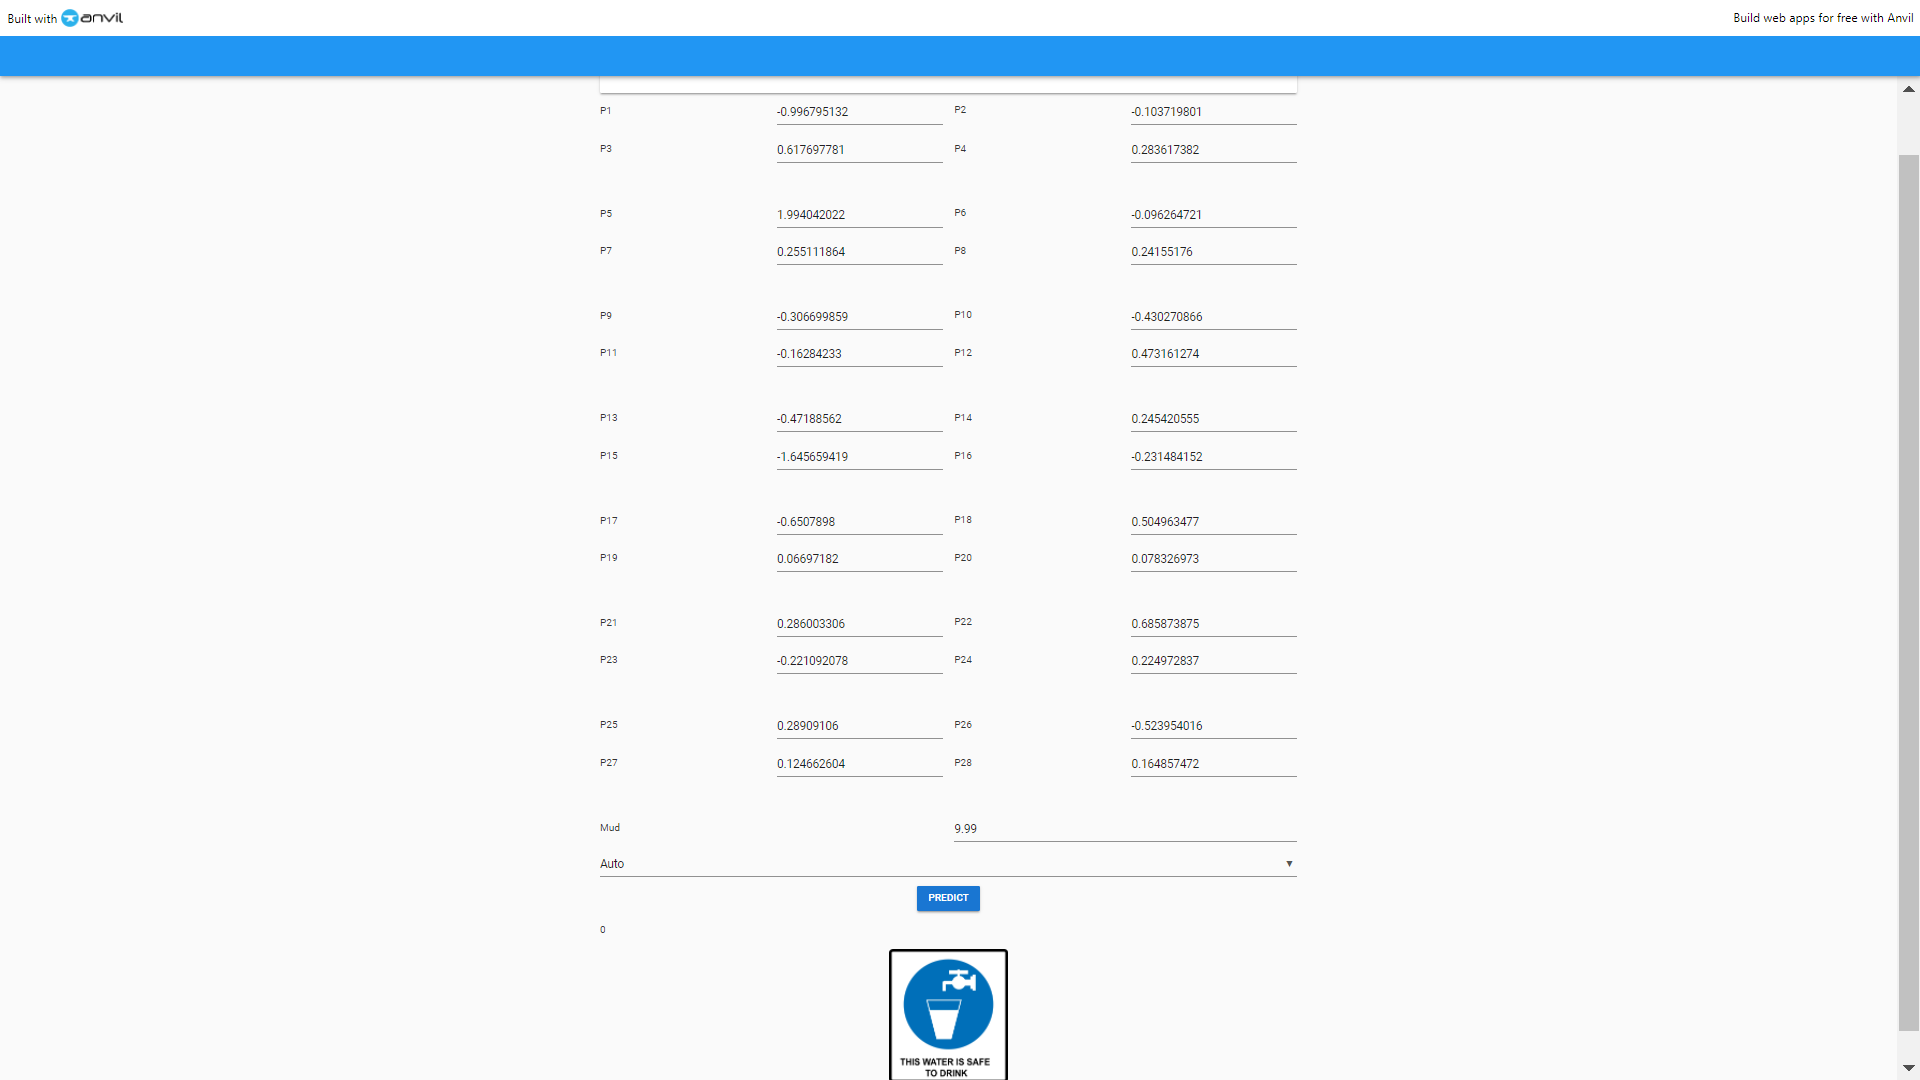 Built with anvil Build web apps for free with Anvil
P1 -0.996795132 P2 -0.103719801
P3 0.617697781 P4 0.283617382
P5 1.994042022 P6 -0.096264721
P7 0.255111864 P8 0.24155176
P9 -0.306699859 P10 -0.430270866
P11 -0.16284233 P12 0.473161274
P13 -0.47188562 P14 0.245420555
P15 -1.645659419 P16 -0.231484152
P17 -0.6507898 P18 0.504963477
P19 0.06697182 P20 0.078326973
P21 0.286003306 P22 0.685873875
P23 -0.221092078 P24 0.224972837
P25 0.28909106 P26 -0.523954016
P27 0.124662604 P28 0.164857472
Mud 9.99
Auto
PREDICT
0
THIS WATER IS SAFE
TO DRINK